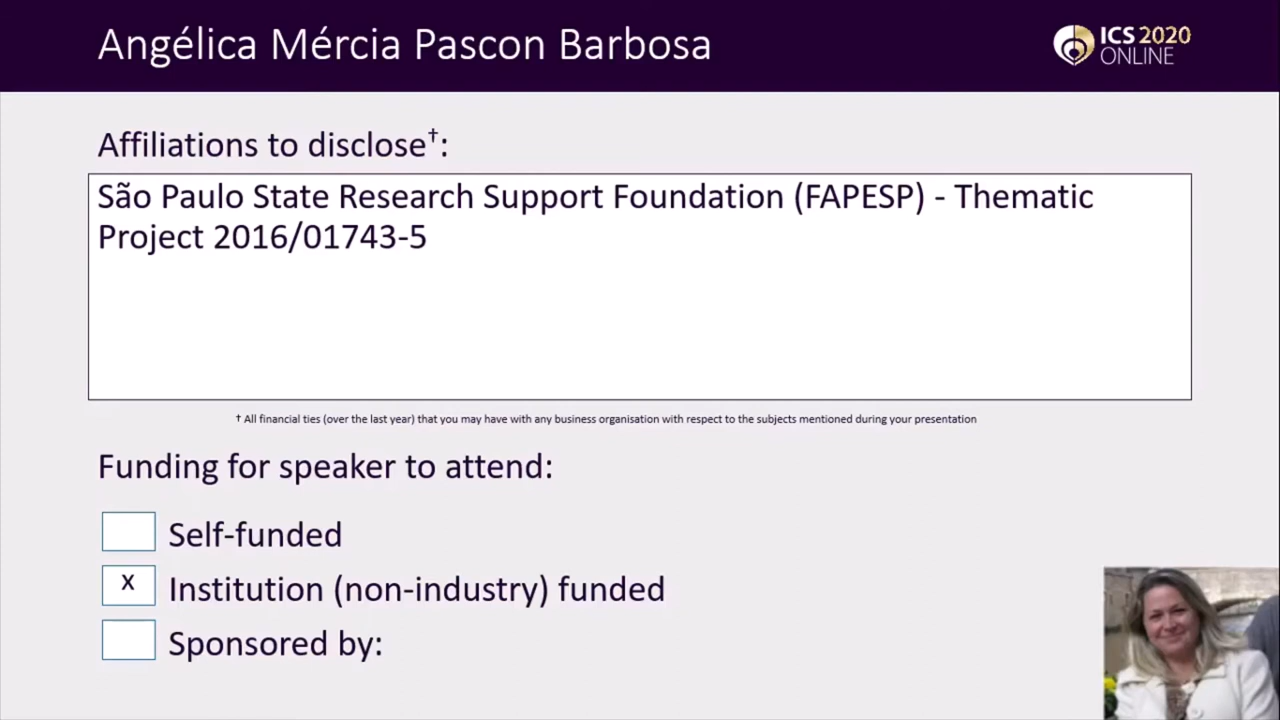 Angélica Mércia Pascon Barbosa
ICS 2020
ONLINE
Affiliations to disclose†:
São Paulo State Research Support Foundation (FAPESP) - Thematic
Project 2016/01743-5
† All financial ties (over the last year) that you may have with any business organisation with respect to the subjects mentioned during your presentation
Funding for speaker to attend:
Self-funded
x Institution (non-industry) funded
Sponsored by: